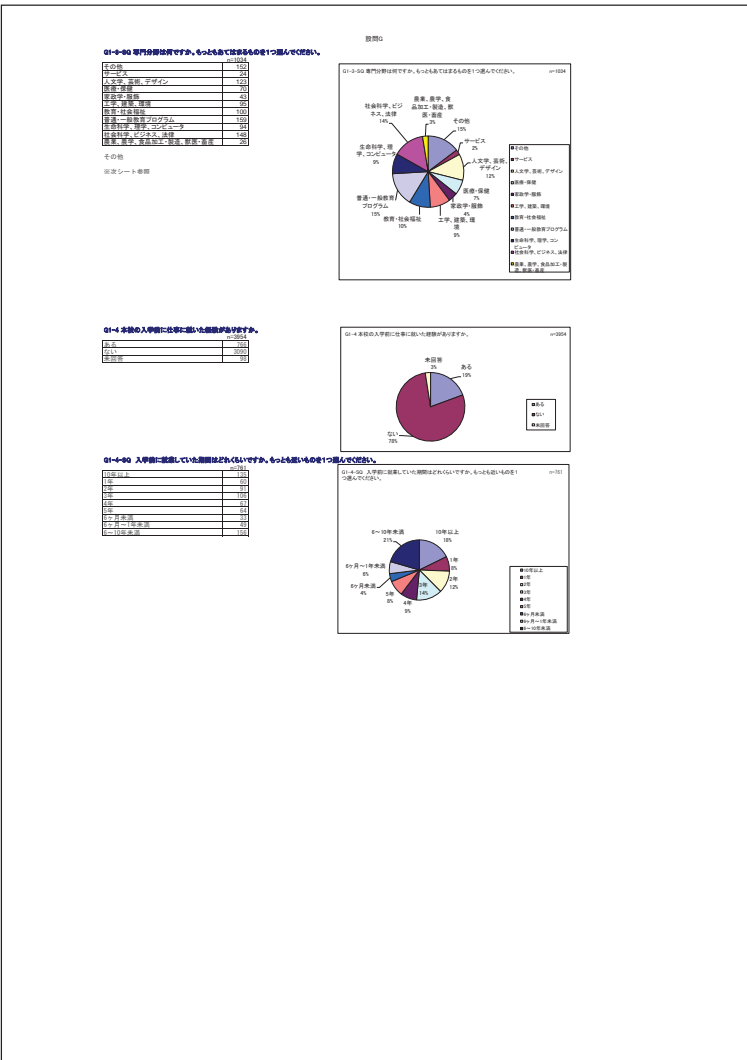 設問G
G1-3-SQ 専門分野は何ですか。もっともあてはまるものを1つ選んでください。
n=1034
その他 152
サービス 24
人文学、芸術、デザイン 123
医療・保健 70
家政学・服飾 43
工学、建築、環境 95
教育・社会福祉 100
普通・一般教育プログラム 159
生命科学、理学、コンピュータ 94
社会科学、ビジネス、法律 148
農業、農学、食品加工・製造、獣医・畜産 26
その他
※次シート参照
G1-3-SQ 専門分野は何ですか。もっともあてはまるものを1つ選んでください。 n=1034
農業、農学、食
品加工・製造、獣
医・畜産
3%
その他
15%
サービス
2%
人文学、芸術、
デザイン
12%
医療・保健
7%
家政学・服飾
4%
工学、建築、環
境
9%
教育・社会福祉
10%
普通・一般教育
プログラム
15%
生命科学、理
学、コンピュータ
9%
社会科学、ビジ
ネス、法律
14%
その他
サービス
人文学、芸術、デザイン
医療・保健
家政学・服飾
工学、建築、環境
教育・社会福祉
普通・一般教育プログラム
生命科学、理学、コン
ピュータ
社会科学、ビジネス、法律
農業、農学、食品加工・製
造、獣医・畜産
G1-4 本校の入学前に仕事に就いた経験がありますか。
n=3954
ある 766
ない 3090
未回答 98
G1-4 本校の入学前に仕事に就いた経験がありますか。 n=3954
未回答
3%
ある
19%
ない
78%
ある
ない
未回答
G1-4-SQ 入学前に就業していた期間はどれくらいですか。もっとも近いものを1つ選んでください。
n=761
10年以上 135
1年 60
2年 91
3年 106
4年 67
5年 64
6ヶ月未満 33
6ヶ月～1年未満 49
6～10年未満 156
G1-4-SQ 入学前に就業していた期間はどれくらいですか。もっとも近いものを1
つ選んでください。
n=761
6～10年未満
21%
10年以上
18%
1年
8%
2年
12%
3年
14%
4年
9%
5年
8%
6ヶ月未満
4%
6ヶ月～1年未満
6%
10年以上
1年
2年
3年
4年
5年
6ヶ月未満
6ヶ月～1年未満
6～10年未満